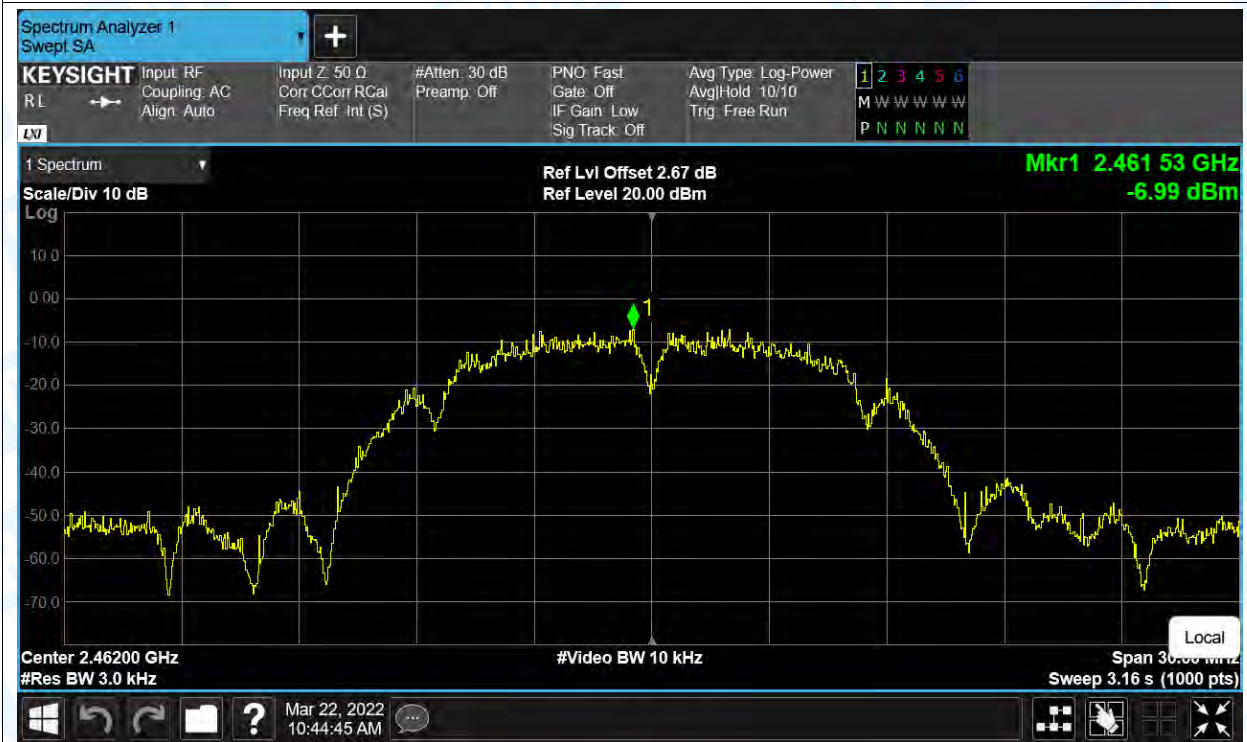 Spectrum Analyzer 1
Swept SA
KEYSIGHT
R L
LXI
Input: RF
Coupling: AC
Align: Auto
Input Z: 50 Ω
Corr CCorr RCal
Freq Ref: Int (S)
#Atten: 30 dB
Preamp: Off
PNO: Fast
Gate: Off
IF Gain: Low
Sig Track: Off
Avg Type: Log-Power
Avg|Hold: 10/10
Trig: Free Run
1 2 3 4 5 6
M W W W W W W
P N N N N N N
1 Spectrum
Scale/Div 10 dB
Log
Ref Lvl Offset 2.67 dB
Ref Level 20.00 dBm
Mkr1 2.461 53 GHz
-6.99 dBm
10.0
0.00
-10.0
-20.0
-30.0
-40.0
-50.0
-60.0
-70.0
1
Local
Center 2.46200 GHz
#Res BW 3.0 kHz
#Video BW 10 kHz
Span 30.00 MHz
Sweep 3.16 s (1000 pts)
?
Mar 22, 2022
10:44:45 AM